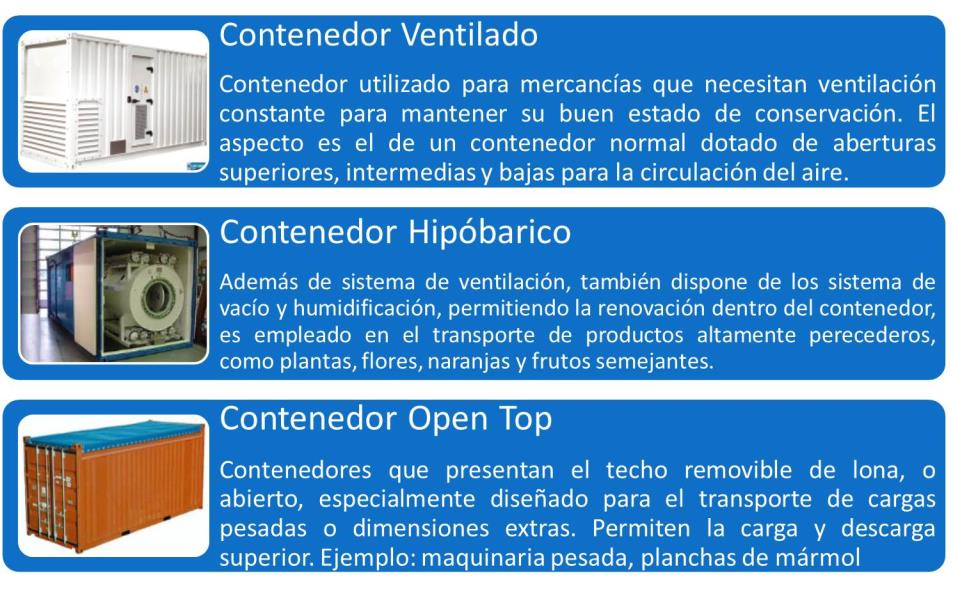 Contenedor Ventilado
Contenedor utilizado para mercancías que necesitan ventilación
constante para mantener su buen estado de conservación. El
aspecto es el de un contenedor normal dotado de aberturas
superiores, intermedias y bajas para la circulación del aire.
Contenedor Hipóbarico
Además de sistema de ventilación, también dispone de los sistema de
vacío y humidificación, permitiendo la renovación dentro del contenedor,
es empleado en el transporte de productos altamente perecederos,
como plantas, flores, naranjas y frutos semejantes.
Contenedor Open Top
Contenedores que presentan el techo removible de lona, o
abierto, especialmente diseñado para el transporte de cargas
pesadas o dimensiones extras. Permiten la carga y descarga
superior. Ejemplo: maquinaria pesada, planchas de mármol